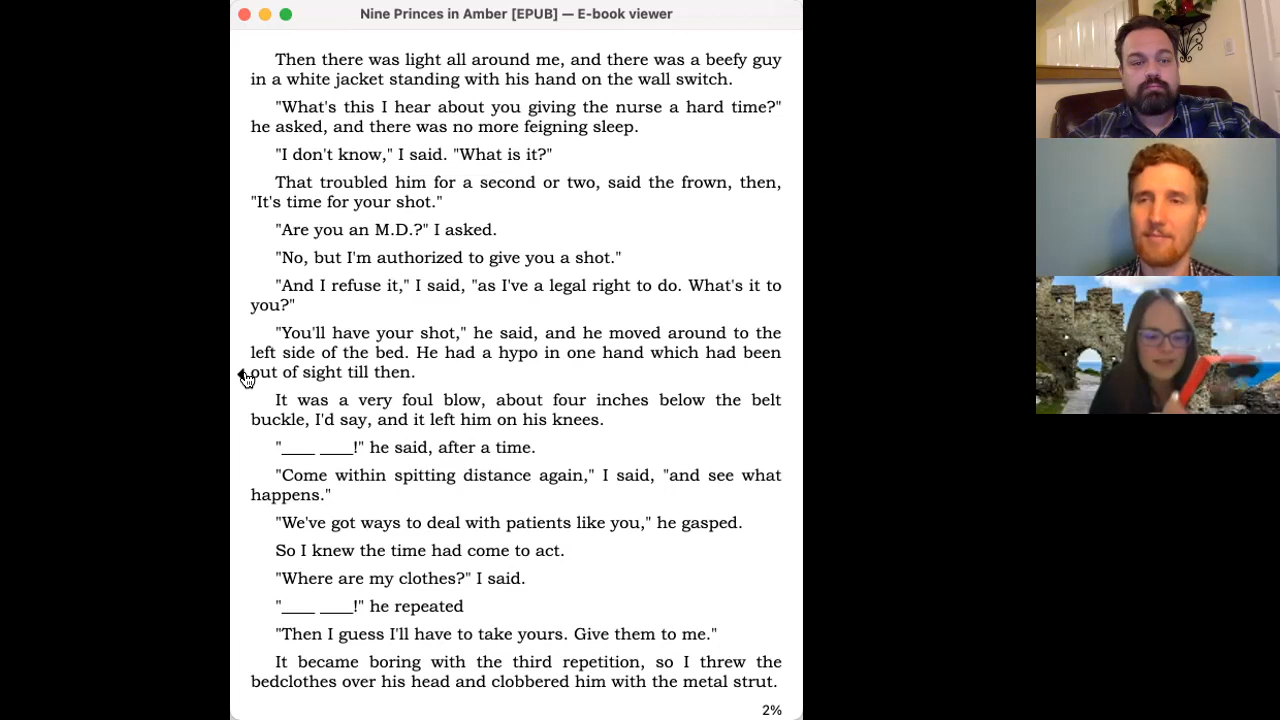 Nine Princes in Amber [EPUB] — E-book viewer
Then there was light all around me, and there was a beefy guy
in a white jacket standing with his hand on the wall switch.
"What's this I hear about you giving the nurse a hard time?"
he asked, and there was no more feigning sleep.
"I don't know," I said. "What is it?"
That troubled him for a second or two, said the frown, then,
"It's time for your shot."
"Are you an M.D.?" I asked.
"No, but I'm authorized to give you a shot."
"And I refuse it," I said, "as I've a legal right to do. What's it to
you?"
"You'll have your shot," he said, and he moved around to the
left side of the bed. He had a hypo in one hand which had been
out of sight till then.
It was a very foul blow, about four inches below the belt
buckle, I'd say, and it left him on his knees.
"____ ____!" he said, after a time.
"Come within spitting distance again," I said, "and see what
happens."
"We've got ways to deal with patients like you," he gasped.
So I knew the time had come to act.
"Where are my clothes?" I said.
"____ ____!" he repeated
"Then I guess I'll have to take yours. Give them to me."
It became boring with the third repetition, so I threw the
bedclothes over his head and clobbered him with the metal strut.
2%